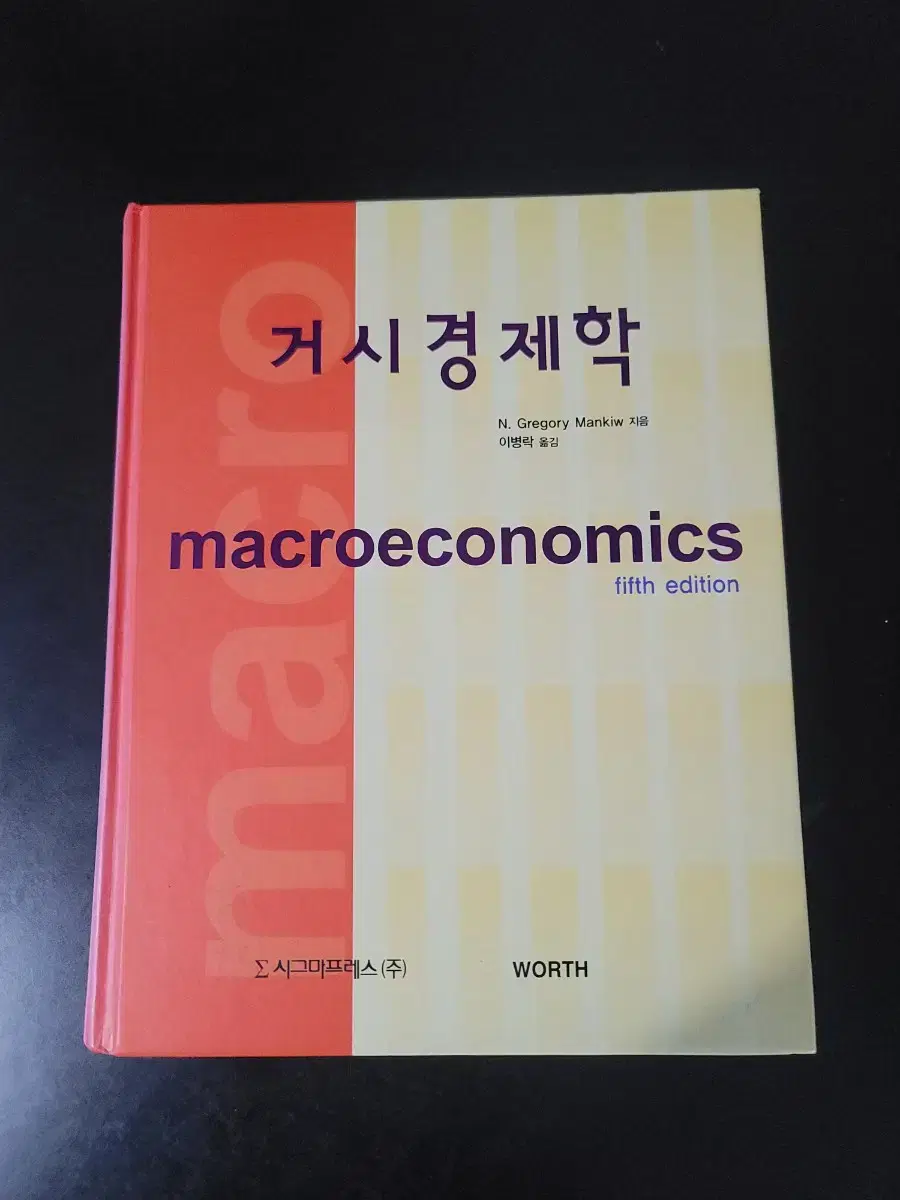 macro
거시경제학
N. Gregory Mankiw 지음
이병락 옮김
macroeconomics
fifth edition
Σ 시그마프레스(주)
WORTH